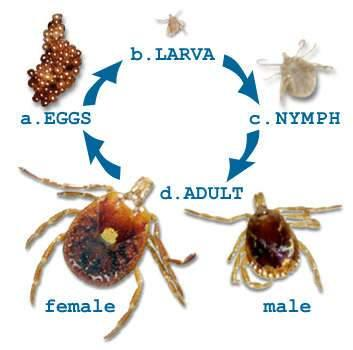 b.LARVA
a.EGGS
c.NYMPH
d.ADULT
female
male